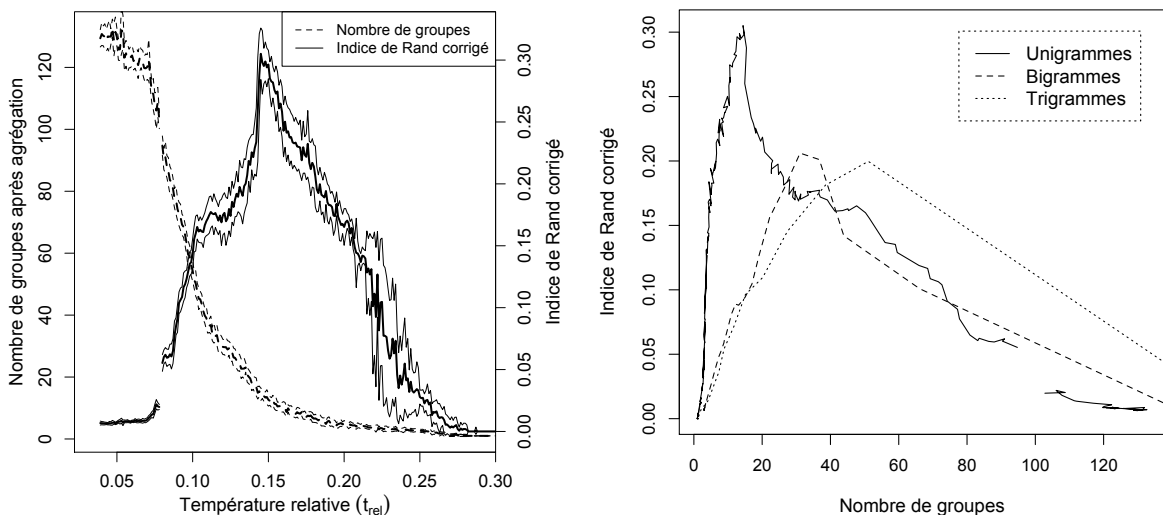 Nombre de groupes
Indice de Rand corrigé
Nombre de groupes après agrégation
0 20 40 60 80 100 120
0.00 0.05 0.10 0.15 0.20 0.25 0.30
Indice de Rand corrigé
0.05 0.10 0.15 0.20 0.25 0.30
Température relative (t_rel)
Unigrammes
Bigrammes
Trigrammes
Indice de Rand corrigé
0.00 0.05 0.10 0.15 0.20 0.25 0.30
0 20 40 60 80 100 120
Nombre de groupes